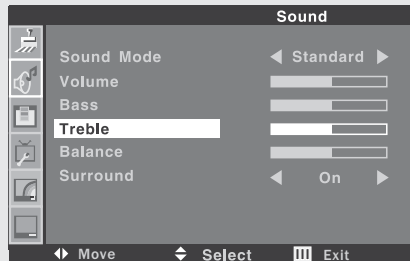 Sound
Sound Mode Standard
Volume
Bass
Treble
Balance
Surround On
Move Select Exit